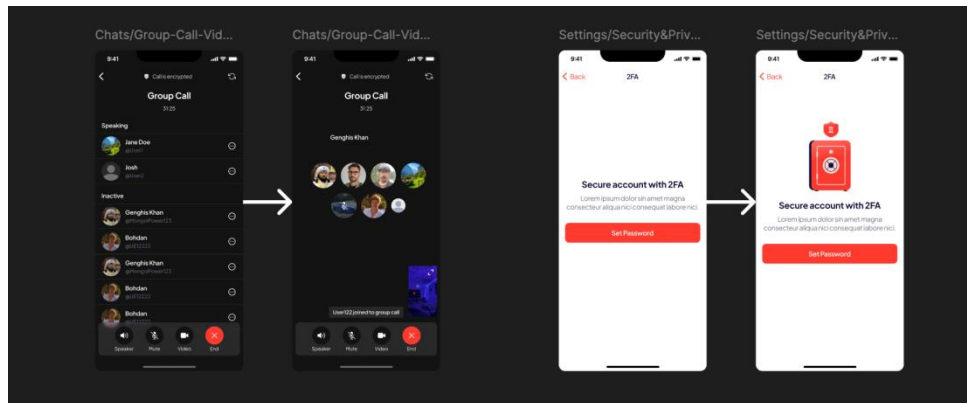 Chats/Group-Call-Vid...
9:41
Call is encrypted
Group Call
31:25
Speaking
Jane Doe
@User1
Josh
@User2
Inactive
Genghis Khan
@MongolPower123
Bohdan
Genghis Khan
@MongolPower123
Bohdan
Bohdan
Speaker Mute Video End
Chats/Group-Call-Vid...
9:41
Call is encrypted
Group Call
31:25
Genghis Khan
User122 joined to group call
Speaker Mute Video End
Settings/Security&Priv...
9:41
Back 2FA
Secure account with 2FA
Lorem ipsum dolor sin amet magna
consecteur aliqua nici consequat labore nici.
Set Password
Settings/Security&Priv...
9:41
Back 2FA
Secure account with 2FA
Lorem ipsum dolor sin amet magna
consecteur aliqua nici consequat labore nici.
Set Password